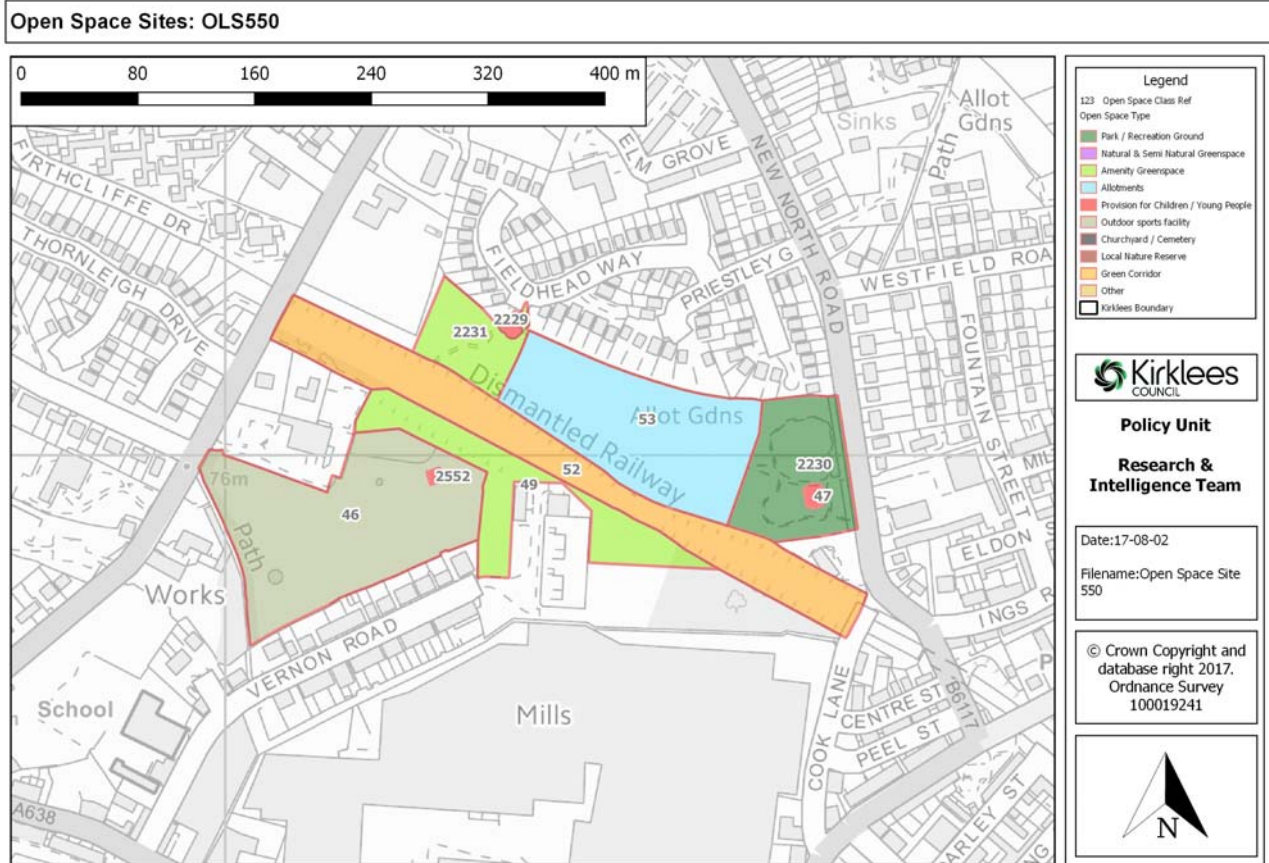 Open Space Sites: OLS550
0 80 160 240 320 400 m
Allot
Gdns
Sinks
Path
ELM GROVE
NEW NORTH ROAD
FIRTHCLIFFE DR
THORNLEIGH DRIVE
FIELDHEAD WAY
PRIESTLEY G
WESTFIELD ROA
FOUNTAIN STREET
MIL
2229
2231
Dismantled Railway
53
Allot Gdns
2230
47
52
49
2552
46
76m
Path
ELDON S
INGS R
Works
VERNON ROAD
School
Mills
COOK LANE
CENTRE ST
PEEL ST
B6117
P
ARLEY ST
NG
A638
Legend
123 Open Space Class Ref
Open Space Type
Park / Recreation Ground
Natural & Semi Natural Greenspace
Amenity Greenspace
Allotments
Provision for Children / Young People
Outdoor sports facility
Churchyard / Cemetery
Local Nature Reserve
Green Corridor
Other
Kirklees Boundary
Kirklees
COUNCIL
Policy Unit
Research &
Intelligence Team
Date:17-08-02
Filename:Open Space Site
550
© Crown Copyright and
database right 2017.
Ordnance Survey
100019241
N